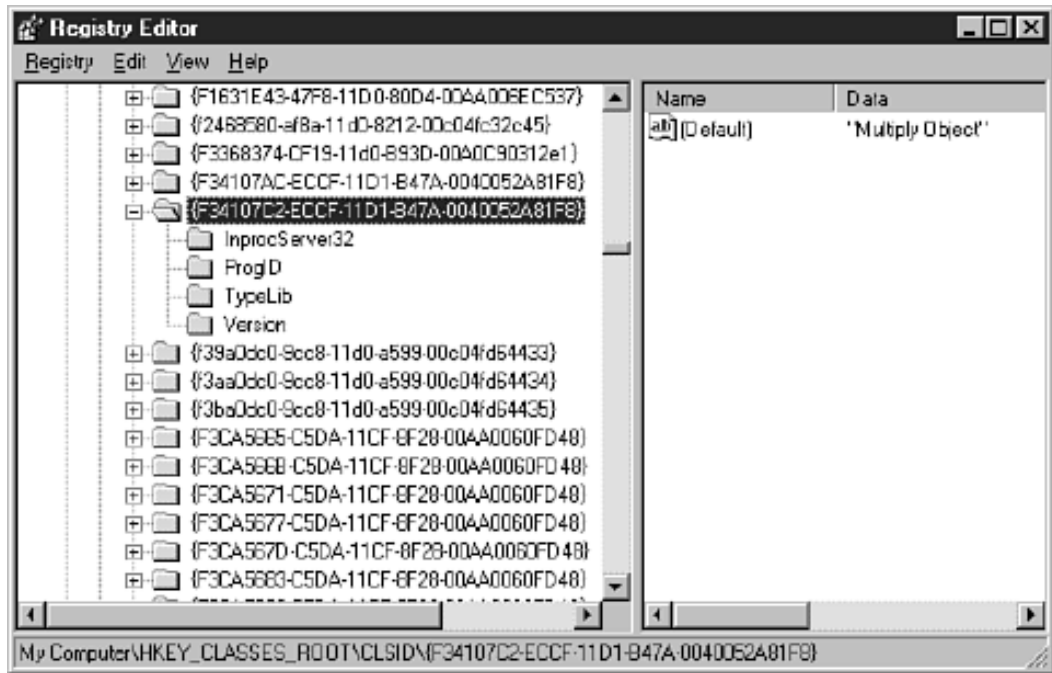 Registry Editor
Registry Edit View Help
{F1631E43-47F8-11D0-80D4-00AA006EC537}
{f2468580-af8a-11d0-8212-00c04fc32c45}
{F3368374-CF19-11d0-B93D-00A0C90312e1}
{F34107AC-ECCF-11D1-B47A-0040052A81F8}
{F34107C2-ECCF-11D1-B47A-0040052A81F8}
InprocServer32
ProgID
TypeLib
Version
{f39a0dc0-9cc8-11d0-a599-00c04fd64433}
{f3aa0dc0-9cc8-11d0-a599-00c04fd64434}
{f3ba0dc0-9cc8-11d0-a599-00c04fd64435}
{F3CA5665-C5DA-11CF-8F28-00AA0060FD48}
{F3CA566B-C5DA-11CF-8F28-00AA0060FD48}
{F3CA5671-C5DA-11CF-8F28-00AA0060FD48}
{F3CA5677-C5DA-11CF-8F28-00AA0060FD48}
{F3CA567D-C5DA-11CF-8F28-00AA0060FD48}
{F3CA5683-C5DA-11CF-8F28-00AA0060FD48}
Name Data
ab (Default) "Multiply Object"
My Computer\HKEY_CLASSES_ROOT\CLSID\{F34107C2-ECCF-11D1-B47A-0040052A81F8}